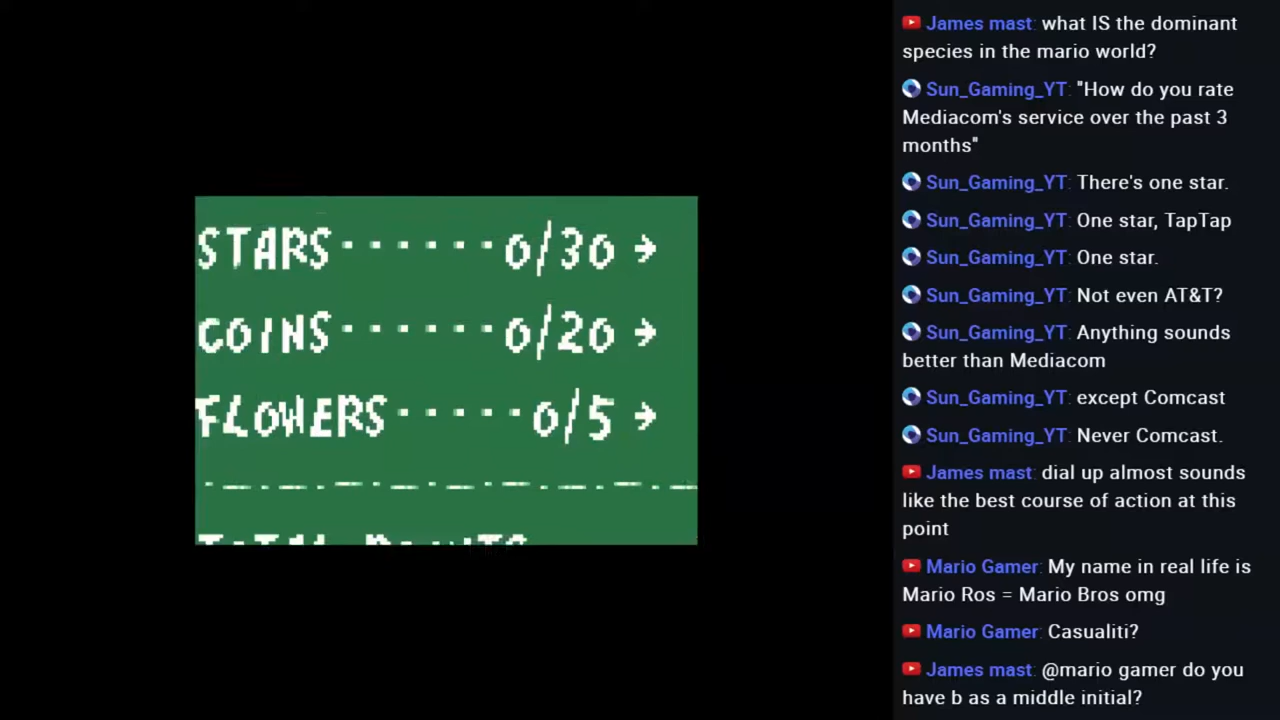 STARS······0/30→
COINS······0/20→
FLOWERS·····0/5→
TOTAL POINTS
James mast: what IS the dominant
species in the mario world?
Sun_Gaming_YT: "How do you rate
Mediacom's service over the past 3
months"
Sun_Gaming_YT: There's one star.
Sun_Gaming_YT: One star, TapTap
Sun_Gaming_YT: One star.
Sun_Gaming_YT: Not even AT&T?
Sun_Gaming_YT: Anything sounds
better than Mediacom
Sun_Gaming_YT: except Comcast
Sun_Gaming_YT: Never Comcast.
James mast: dial up almost sounds
like the best course of action at this
point
Mario Gamer: My name in real life is
Mario Ros = Mario Bros omg
Mario Gamer: Casualiti?
James mast: @mario gamer do you
have b as a middle initial?